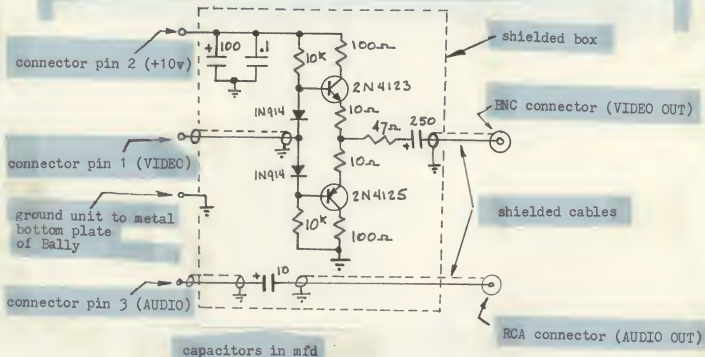 connector pin 2 (+10v)
+
100
.1
10k
100Ω
shielded box
2N4123
1N914
10Ω
47Ω
250
+
BNC connector (VIDEO OUT)
connector pin 1 (VIDEO)
1N914
10Ω
2N4125
ground unit to metal
bottom plate
of Bally
10k
100Ω
shielded cables
connector pin 3 (AUDIO)
+
10
RCA connector (AUDIO OUT)
capacitors in mfd